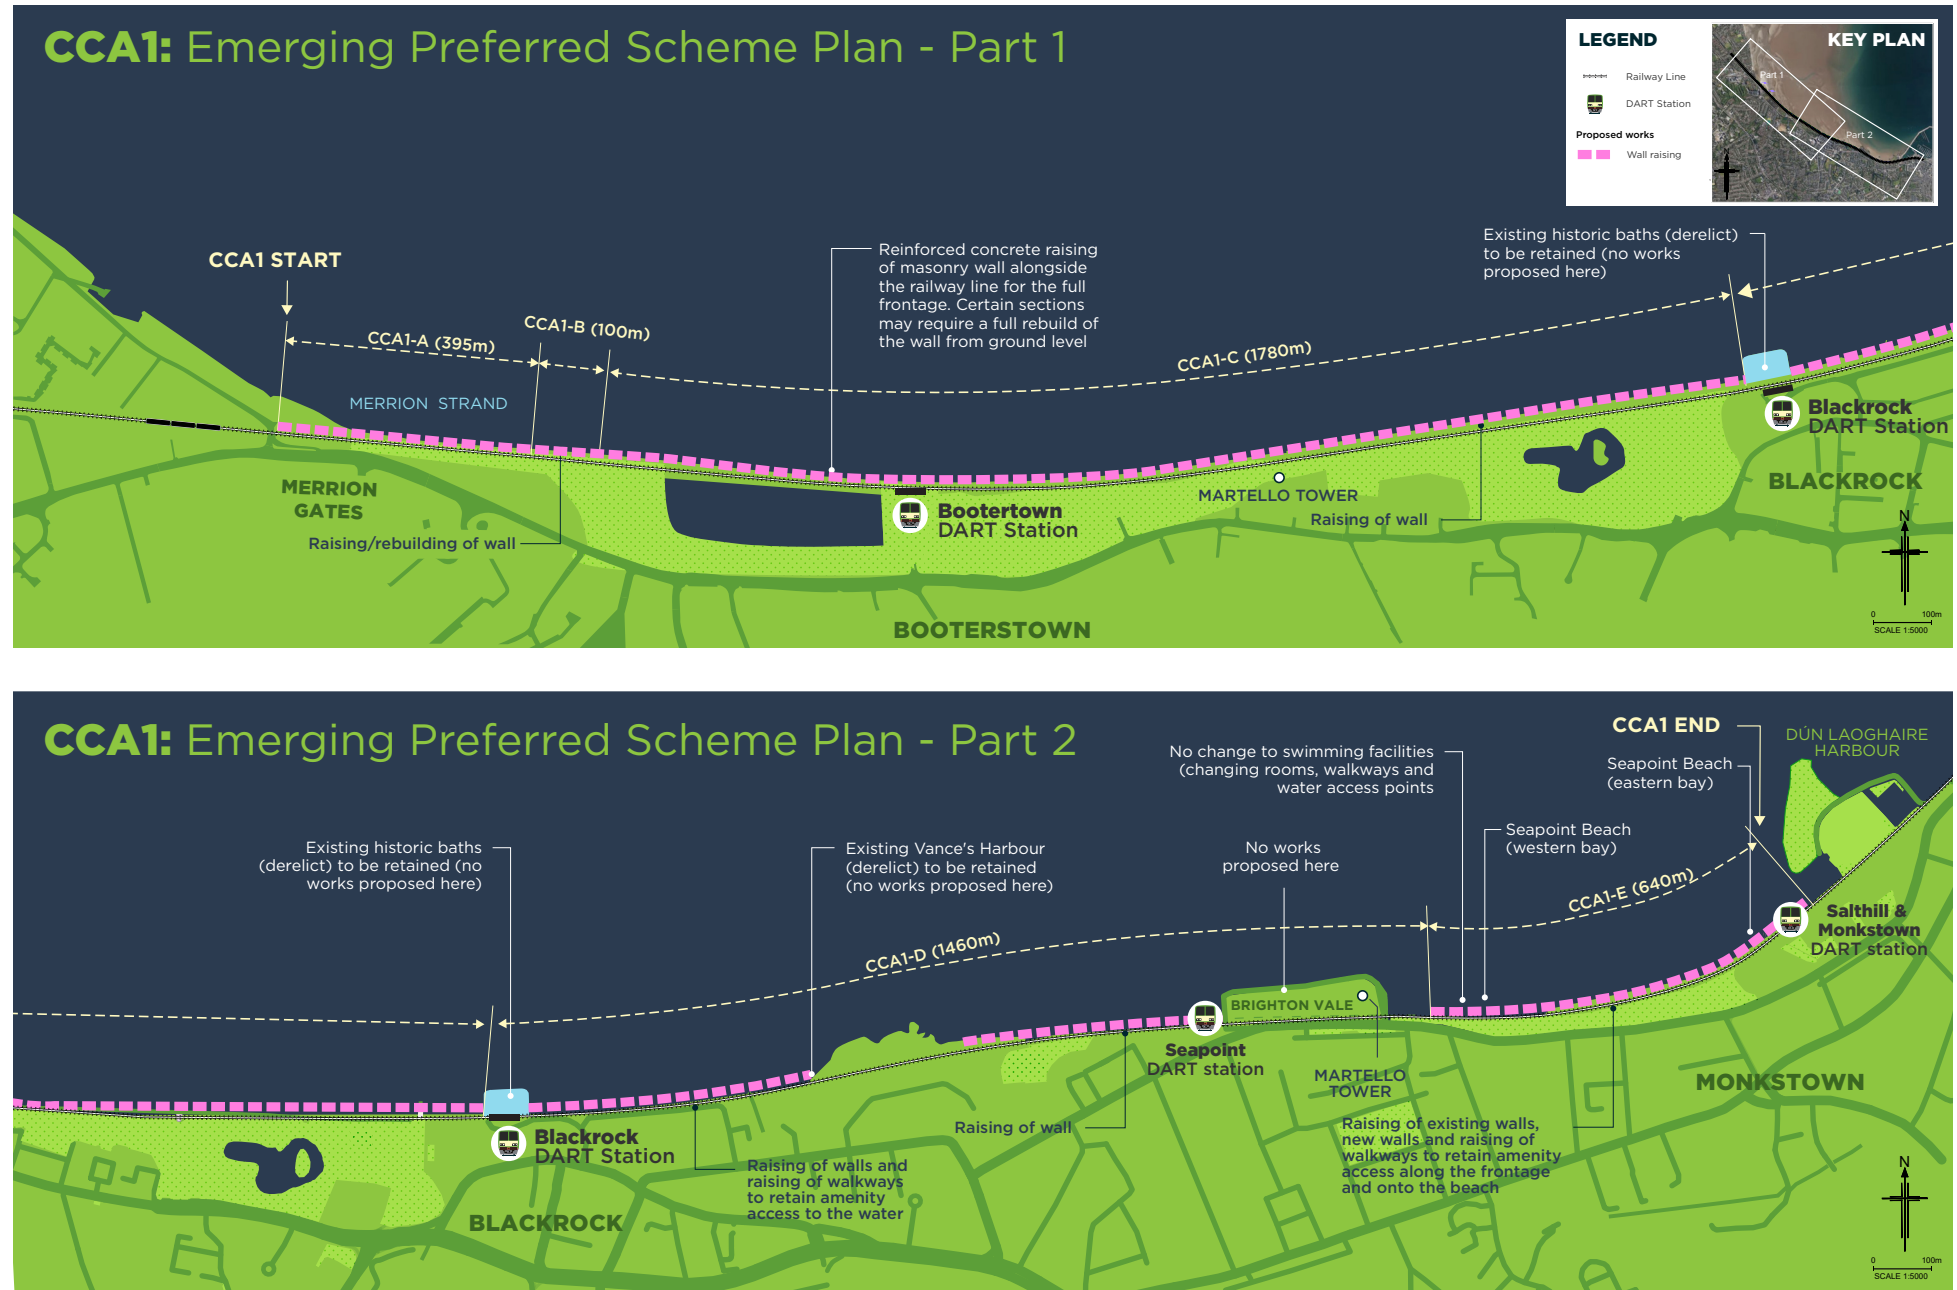 CCA1: Emerging Preferred Scheme Plan - Part 1
LEGEND
Railway Line
DART Station
Proposed works
Wall raising
KEY PLAN
Part 1
Part 2
N
CCA1 START
CCA1-A (395m)
CCA1-B (100m)
CCA1-C (1780m)
Reinforced concrete raising
of masonry wall alongside
the railway line for the full
frontage. Certain sections
may require a full rebuild of
the wall from ground level
Existing historic baths (derelict)
to be retained (no works
proposed here)
MERRION STRAND
MERRION
GATES
Raising/rebuilding of wall
Bootertown
DART Station
MARTELLO TOWER
Raising of wall
Blackrock
DART Station
BLACKROCK
BOOTERSTOWN
N
0 100m
SCALE 1:5000
CCA1: Emerging Preferred Scheme Plan - Part 2
Existing historic baths
(derelict) to be retained (no
works proposed here)
Existing Vance's Harbour
(derelict) to be retained
(no works proposed here)
No change to swimming facilities
(changing rooms, walkways and
water access points
No works
proposed here
Seapoint Beach
(western bay)
CCA1 END
Seapoint Beach
(eastern bay)
DÚN LAOGHAIRE
HARBOUR
CCA1-D (1460m)
CCA1-E (640m)
BRIGHTON VALE
Salthill &
Monkstown
DART station
Seapoint
DART station
MARTELLO
TOWER
MONKSTOWN
Raising of wall
Raising of existing walls,
new walls and raising of
walkways to retain amenity
access along the frontage
and onto the beach
Blackrock
DART Station
Raising of walls and
raising of walkways
to retain amenity
access to the water
BLACKROCK
N
0 100m
SCALE 1:5000